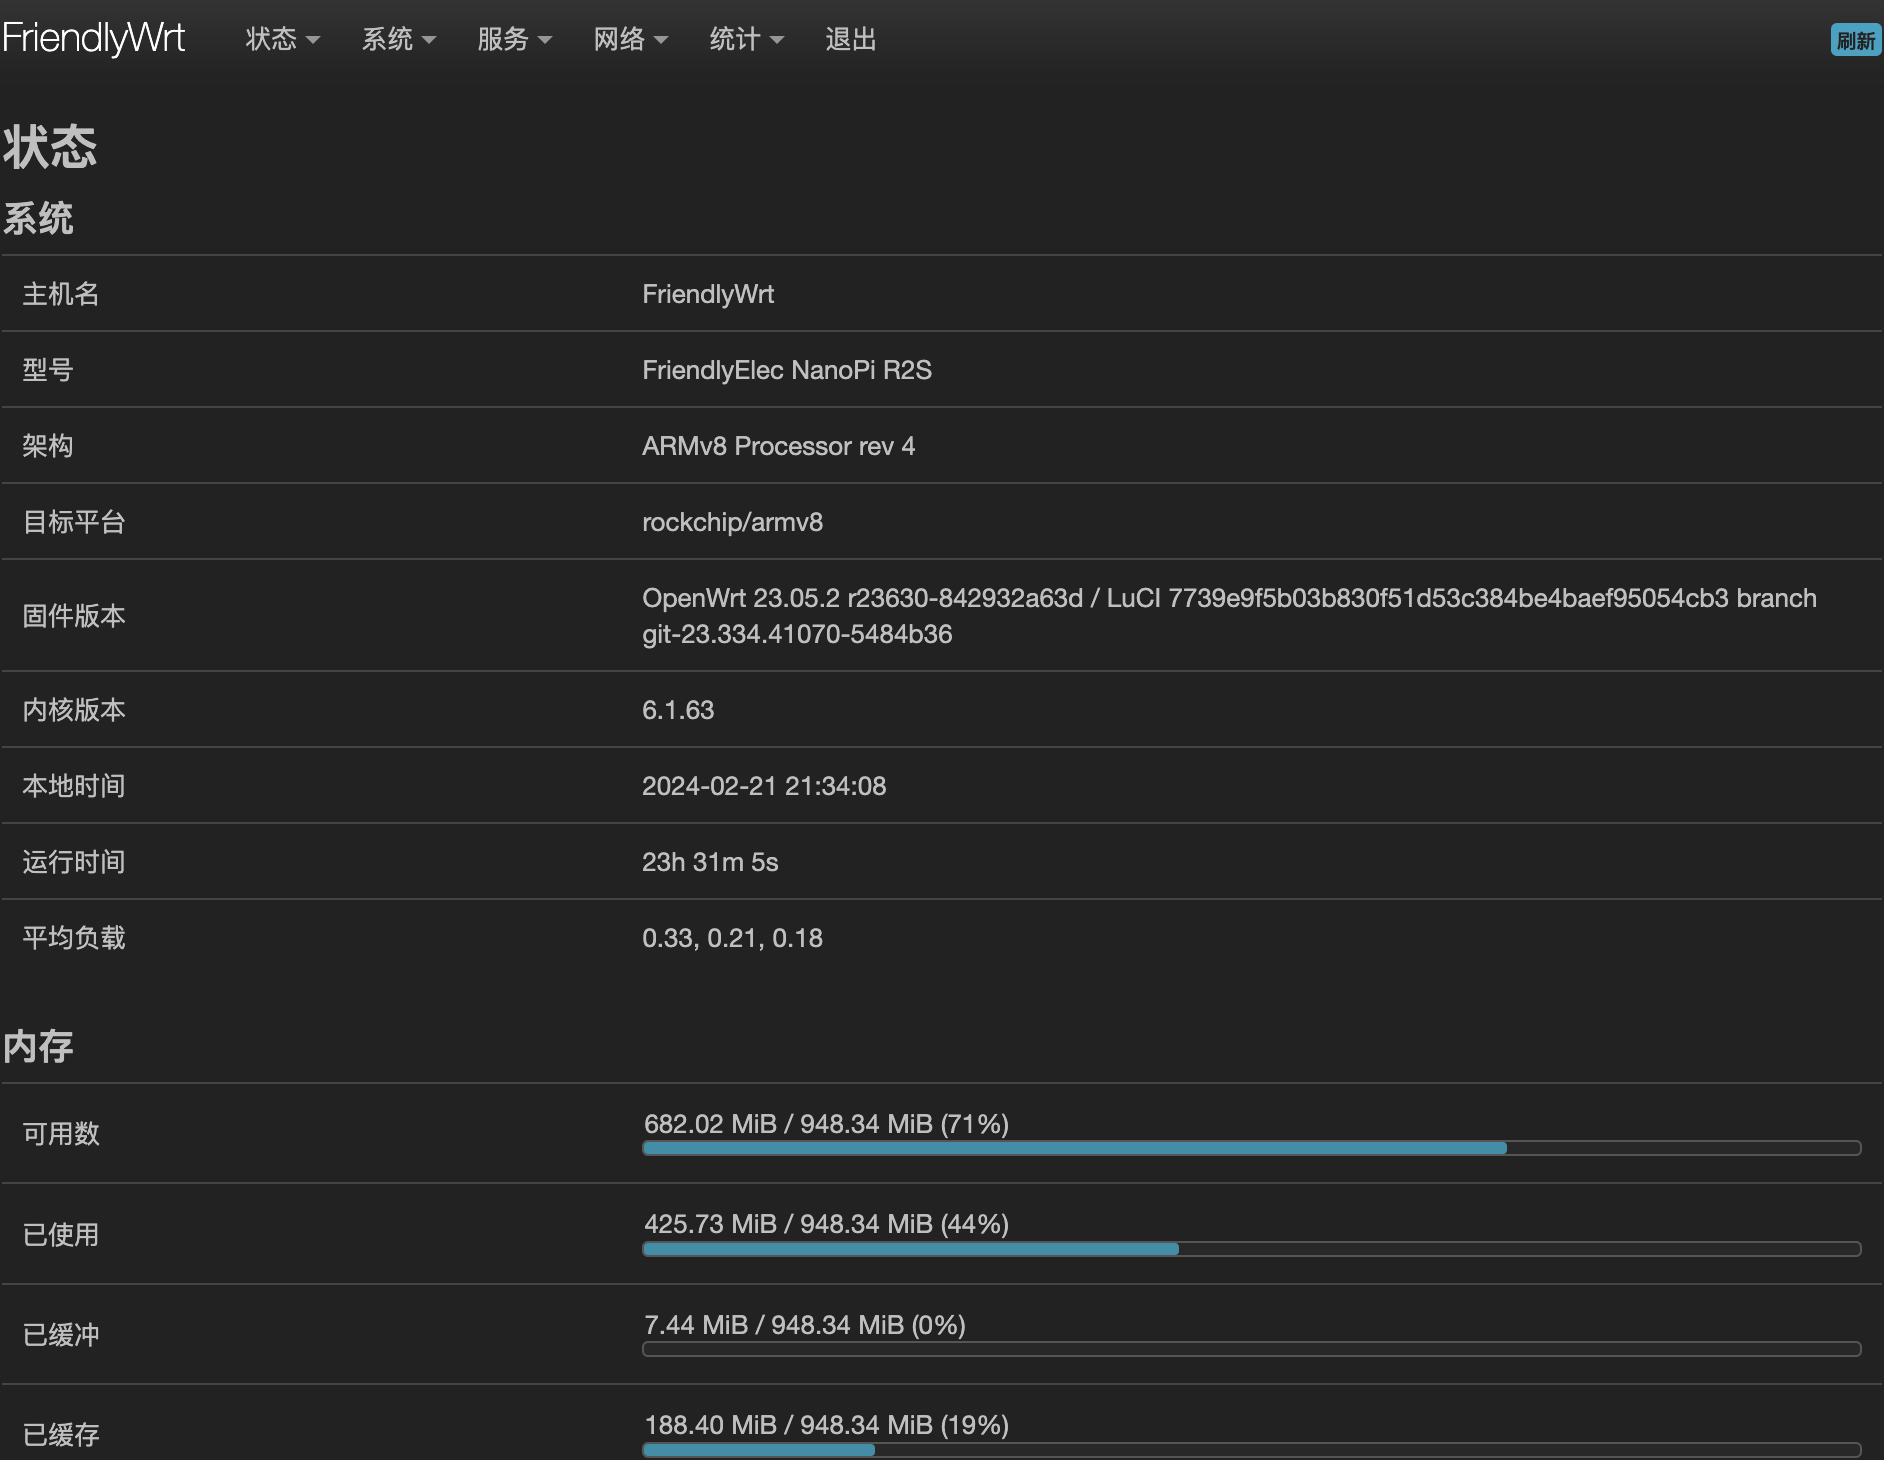 FriendlyWrt 状态 系统 服务 网络 统计 退出 刷新
状态
系统
主机名 FriendlyWrt
型号 FriendlyElec NanoPi R2S
架构 ARMv8 Processor rev 4
目标平台 rockchip/armv8
固件版本 OpenWrt 23.05.2 r23630-842932a63d / LuCI 7739e9f5b03b830f51d53c384be4baef95054cb3 branch
git-23.334.41070-5484b36
内核版本 6.1.63
本地时间 2024-02-21 21:34:08
运行时间 23h 31m 5s
平均负载 0.33, 0.21, 0.18
内存
可用数 682.02 MiB / 948.34 MiB (71%)
已使用 425.73 MiB / 948.34 MiB (44%)
已缓冲 7.44 MiB / 948.34 MiB (0%)
已缓存 188.40 MiB / 948.34 MiB (19%)